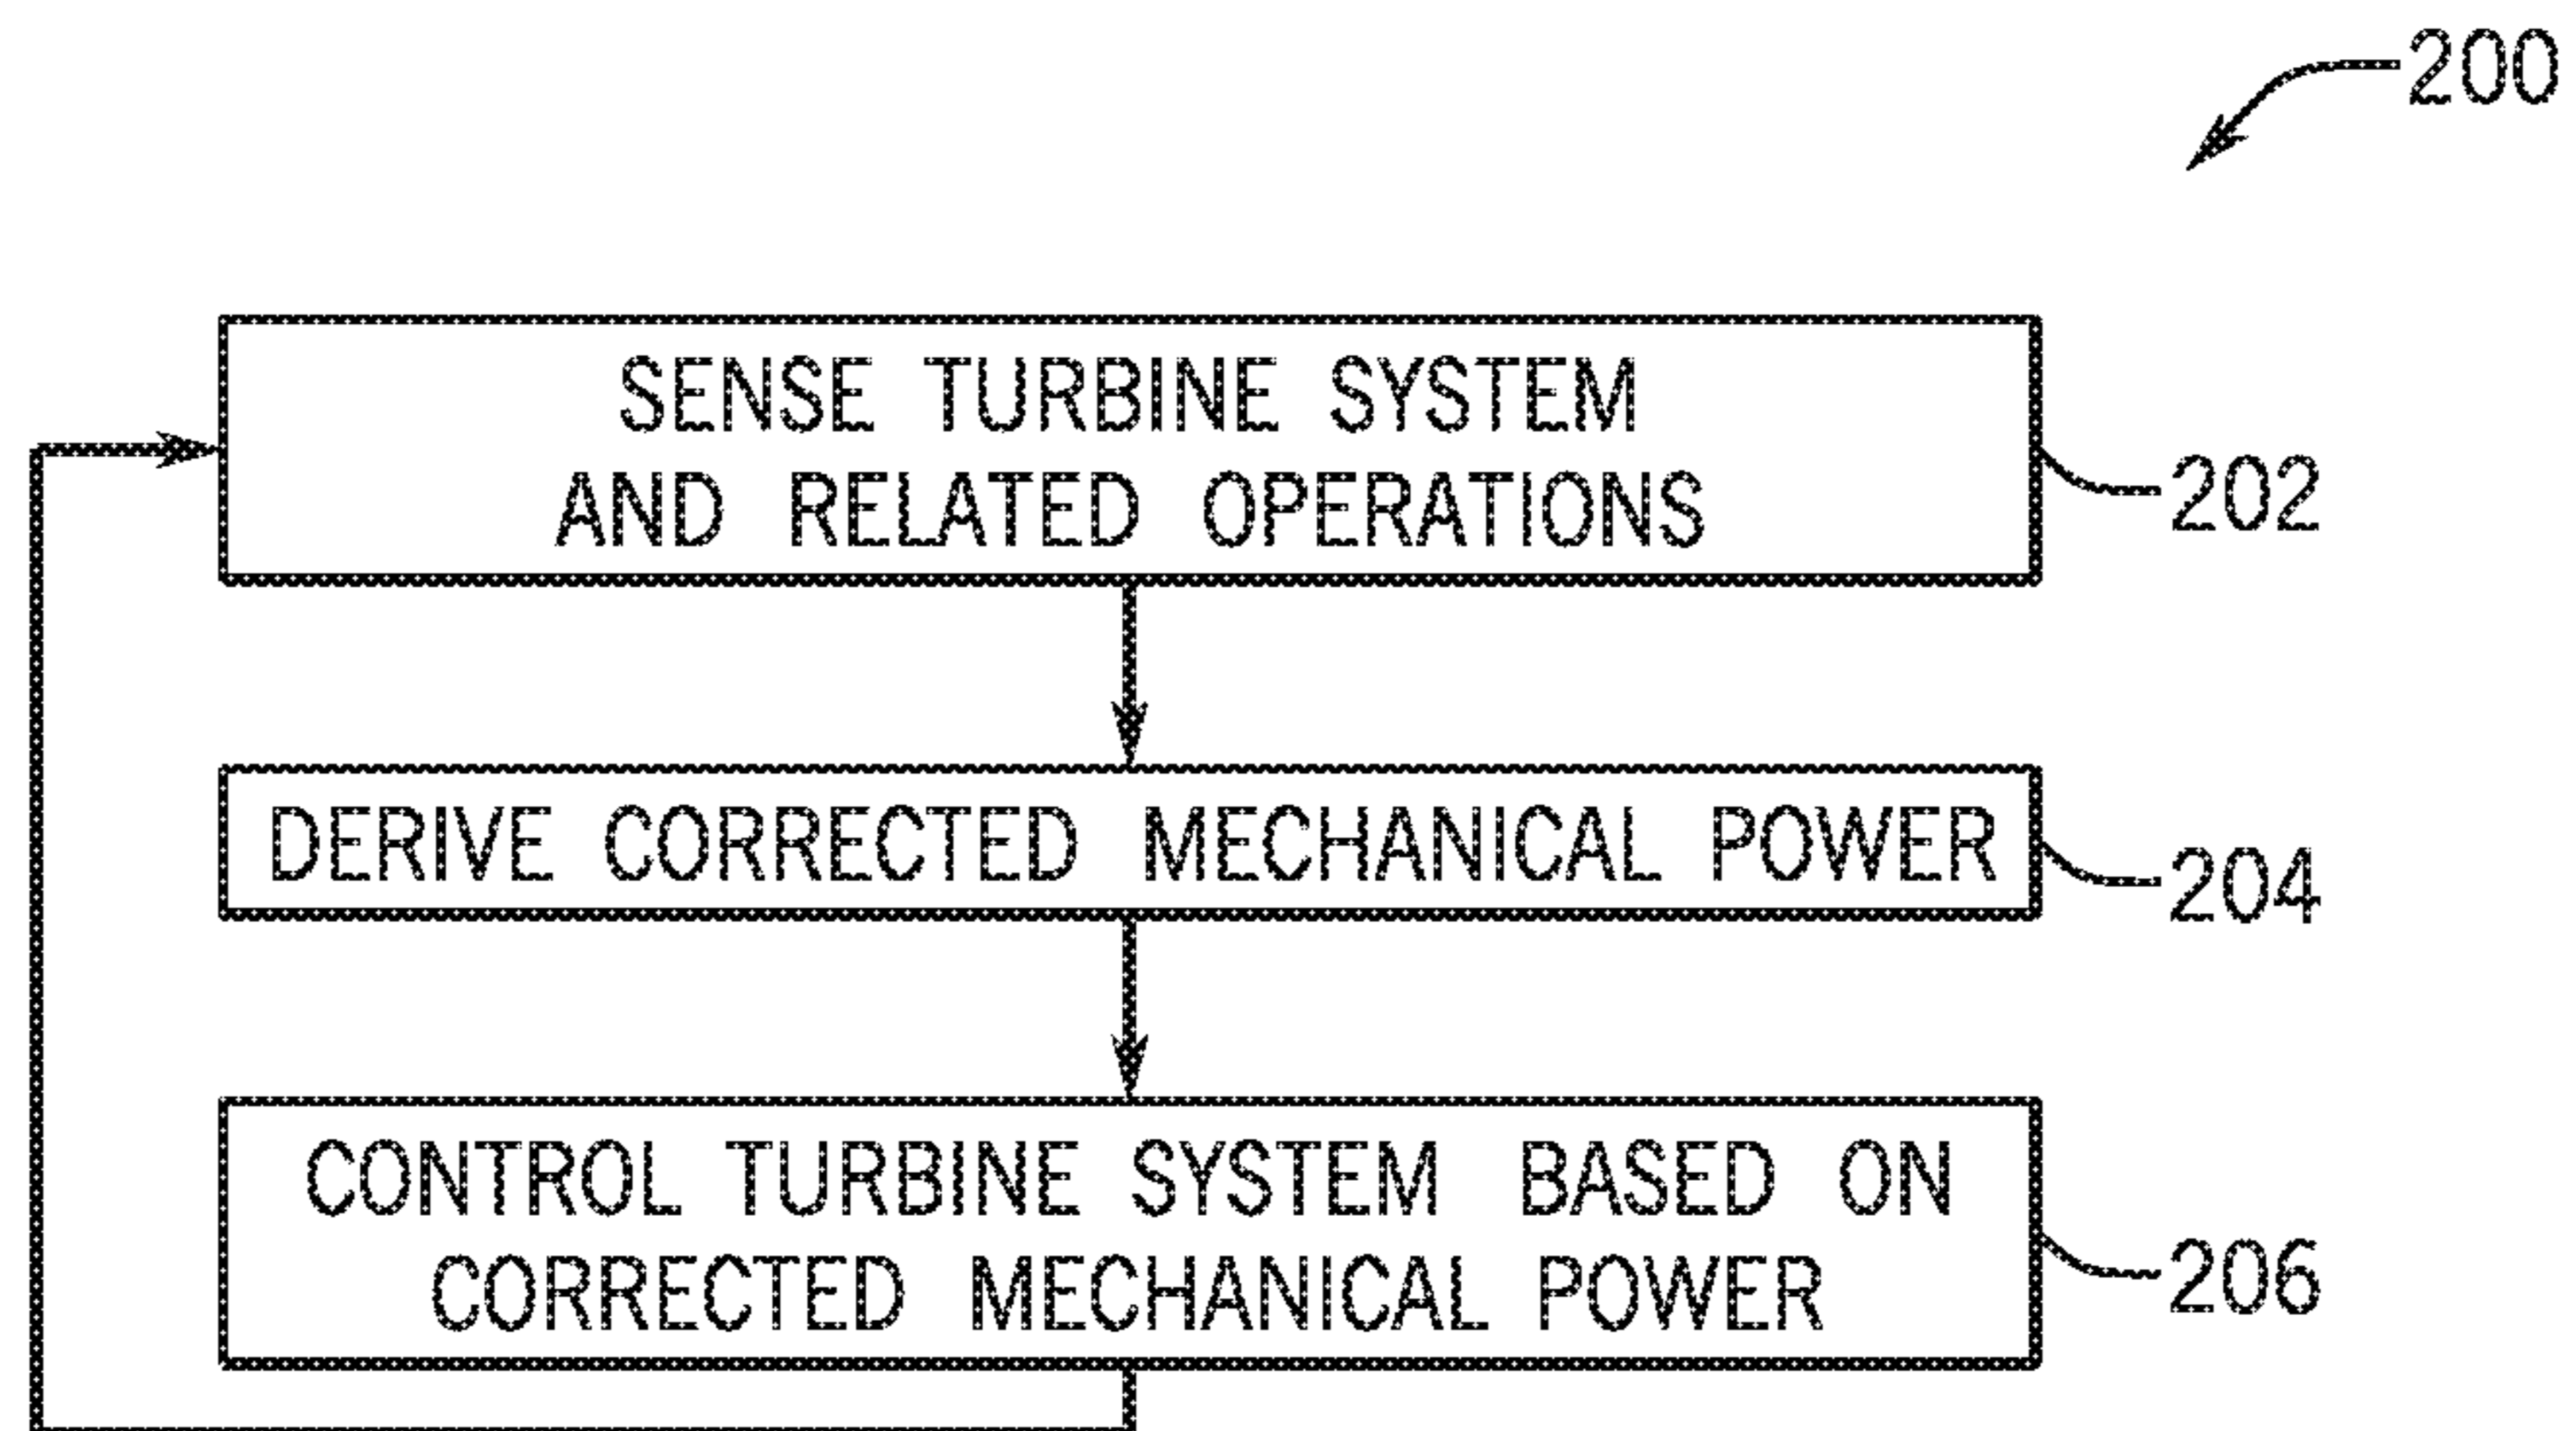 200
SENSE TURBINE SYSTEM
AND RELATED OPERATIONS
202
DERIVE CORRECTED MECHANICAL POWER
204
CONTROL TURBINE SYSTEM BASED ON
CORRECTED MECHANICAL POWER
206